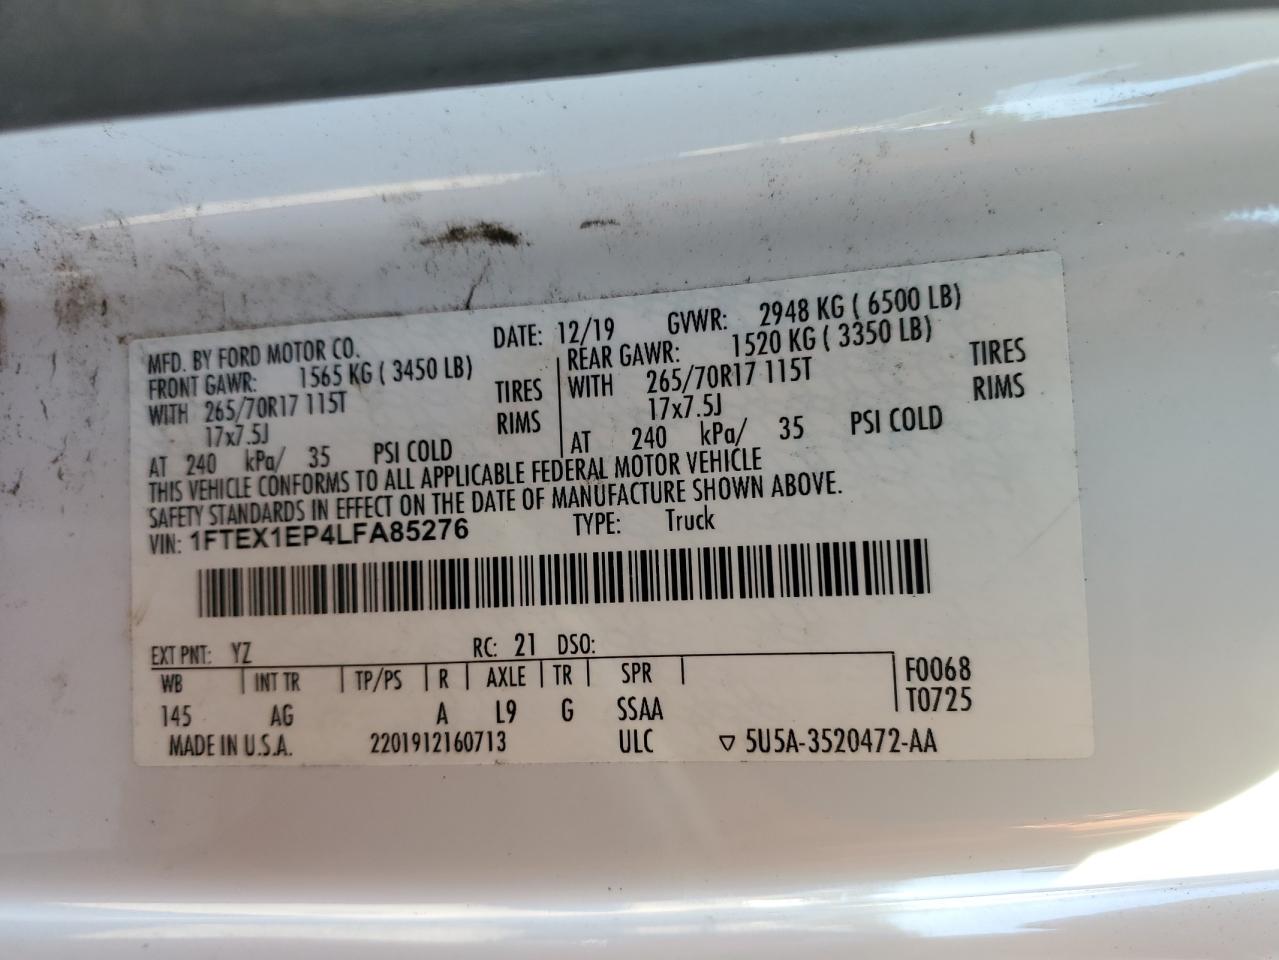 MFD. BY FORD MOTOR CO. DATE: 12/19 GVWR: 2948 KG ( 6500 LB)
FRONT GAWR: 1565 KG ( 3450 LB) REAR GAWR: 1520 KG ( 3350 LB)
WITH 265/70R17 115T TIRES WITH 265/70R17 115T TIRES
17x7.5J RIMS 17x7.5J RIMS
AT 240 kPa/ 35 PSI COLD AT 240 kPa/ 35 PSI COLD
THIS VEHICLE CONFORMS TO ALL APPLICABLE FEDERAL MOTOR VEHICLE
SAFETY STANDARDS IN EFFECT ON THE DATE OF MANUFACTURE SHOWN ABOVE.
VIN: 1FTEX1EP4LFA85276 TYPE: Truck
EXT PNT: YZ RC: 21 DSO:
WB INT TR TP/PS R AXLE TR SPR F0068
145 AG A L9 G SSAA T0725
MADE IN U.S.A. 2201912160713 ULC ▽ 5U5A-3520472-AA